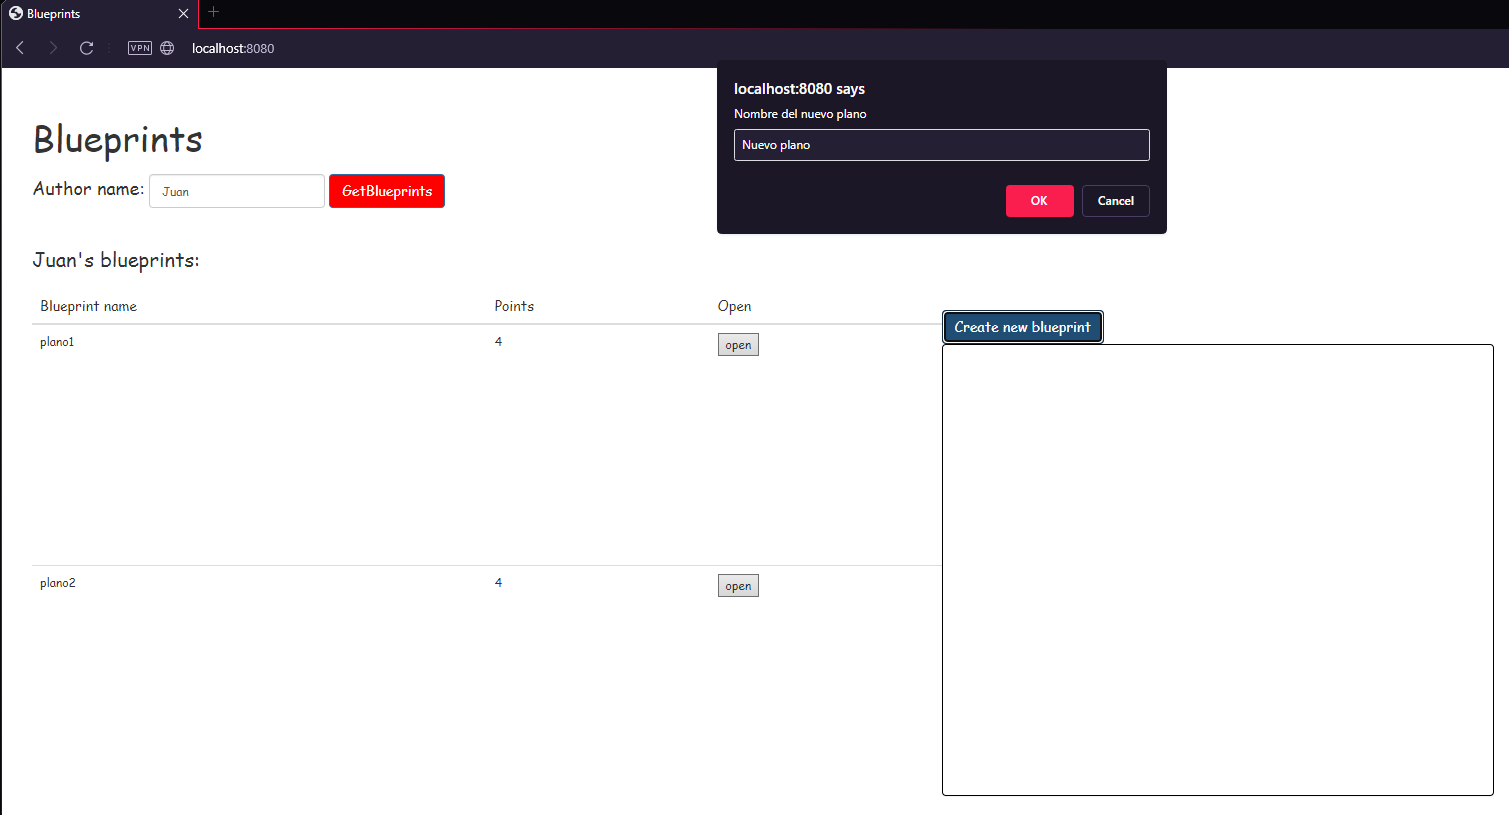 Blueprints
VPN localhost:8080
localhost:8080 says
Nombre del nuevo plano
Nuevo plano
OK Cancel
Blueprints
Author name: Juan GetBlueprints
Juan's blueprints:
Blueprint name Points Open
Create new blueprint
plano1 4 open
plano2 4 open